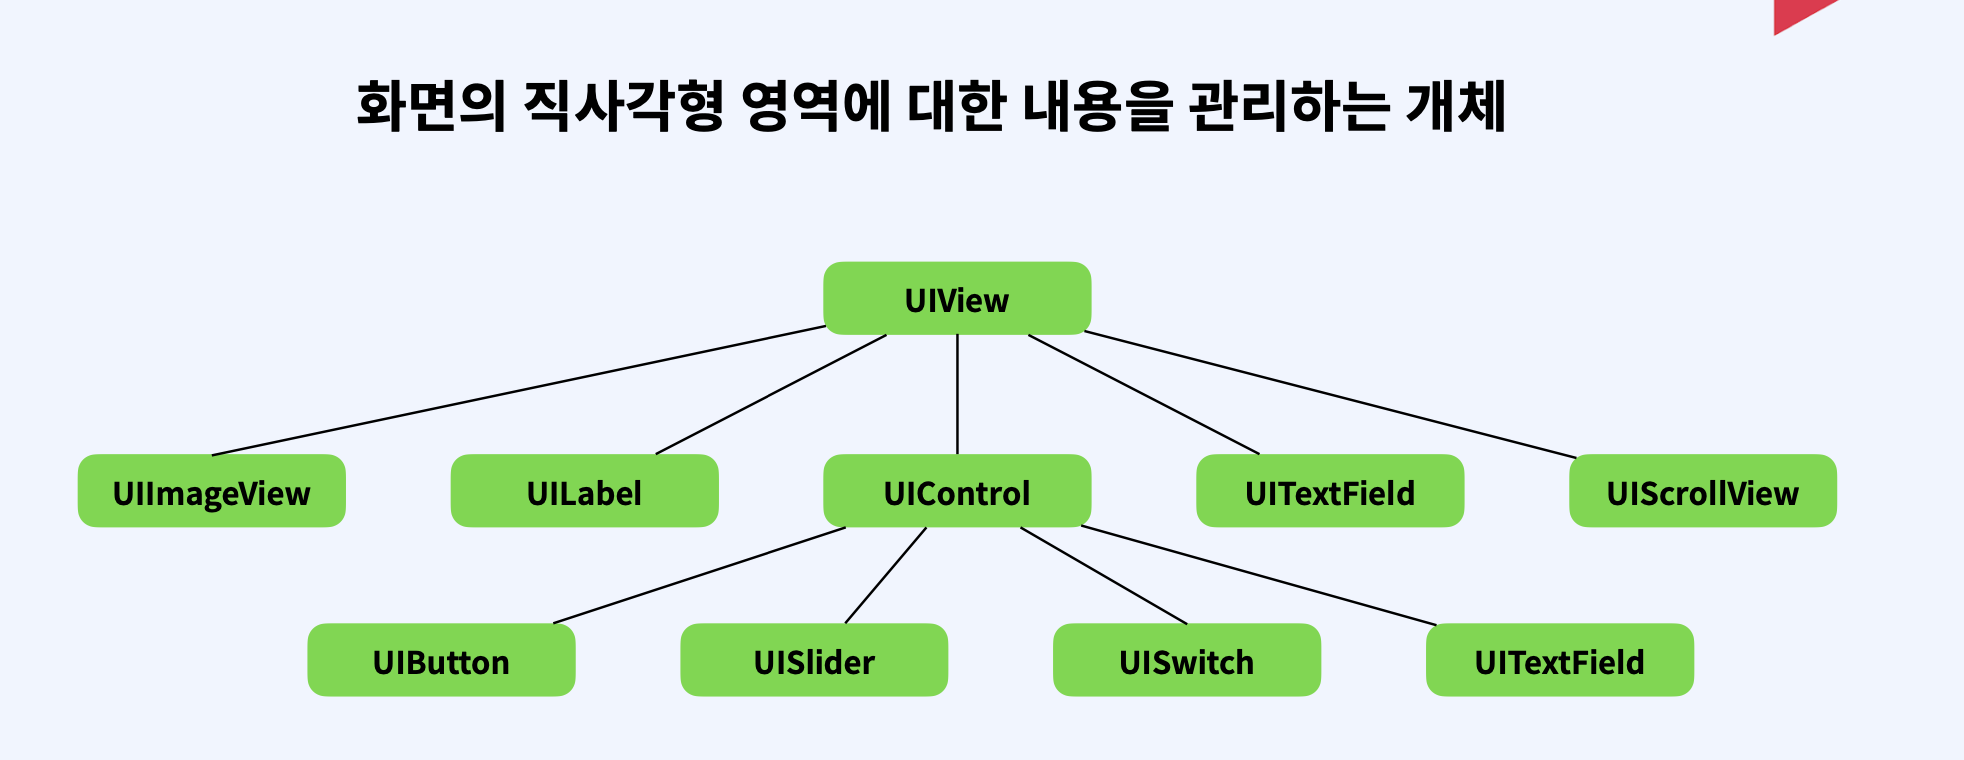 화면의 직사각형 영역에 대한 내용을 관리하는 개체
UIView
UIImageView
UILabel
UIControl
UITextField
UIScrollView
UIButton
UISlider
UISwitch
UITextField